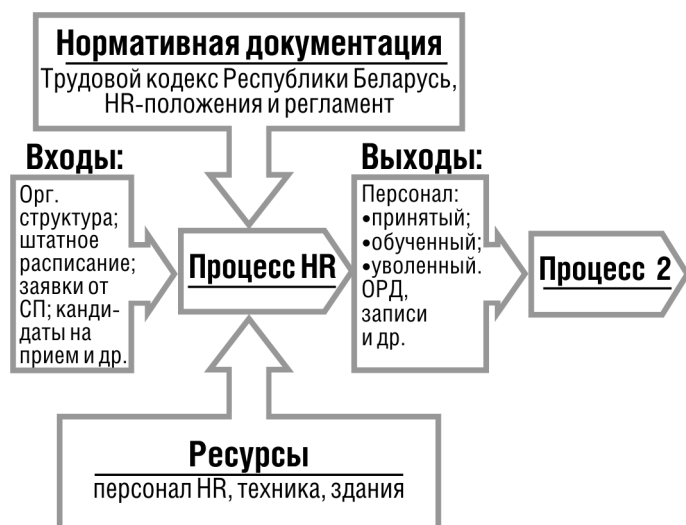 Нормативная документация
Трудовой кодекс Республики Беларусь,
HR-положения и регламент
Входы:
Орг.
структура;
штатное
расписание;
заявки от
СП; канди-
даты на
прием и др.
Процесс HR
Выходы:
Персонал:
•принятый;
•обученный;
•уволенный.
ОРД,
записи
и др.
Процесс 2
Ресурсы
персонал HR, техника, здания